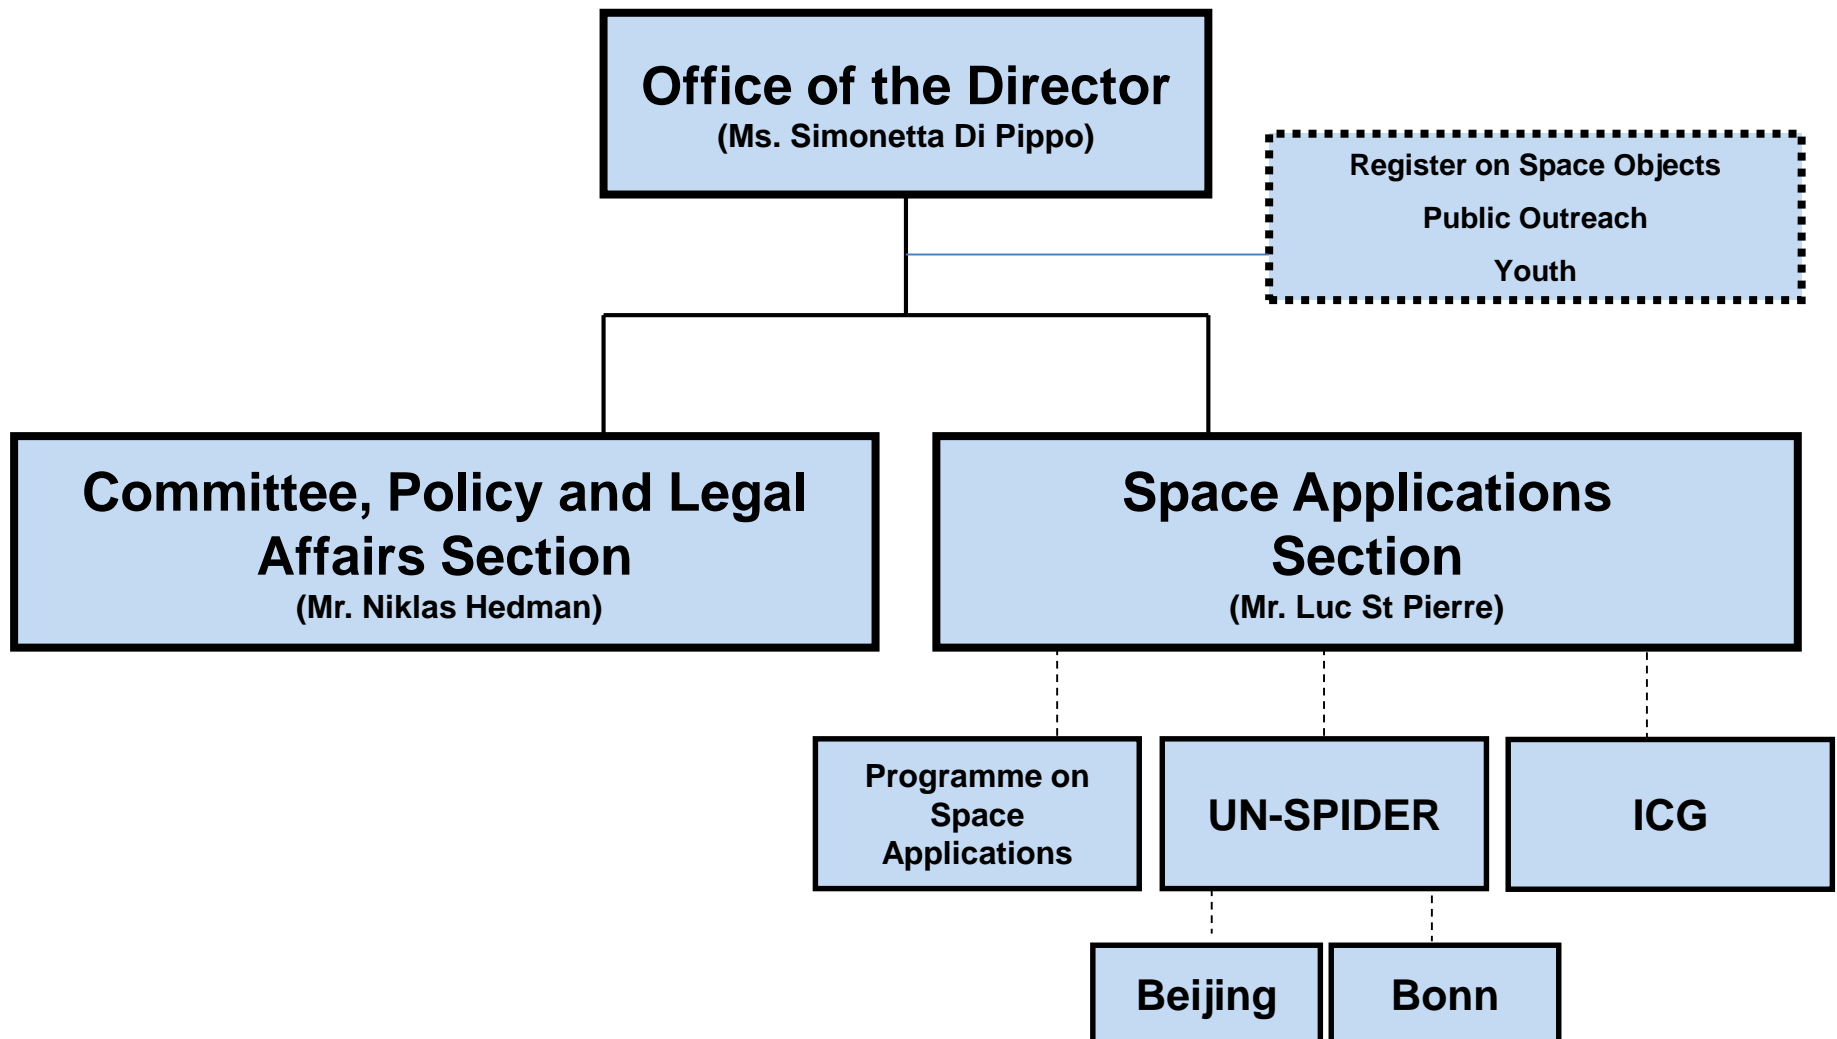 Office of the Director
(Ms. Simonetta Di Pippo)
Register on Space Objects
Public Outreach
Youth
Committee, Policy and Legal
Affairs Section
(Mr. Niklas Hedman)
Space Applications
Section
(Mr. Luc St Pierre)
Programme on
Space
Applications
UN-SPIDER
ICG
Beijing
Bonn